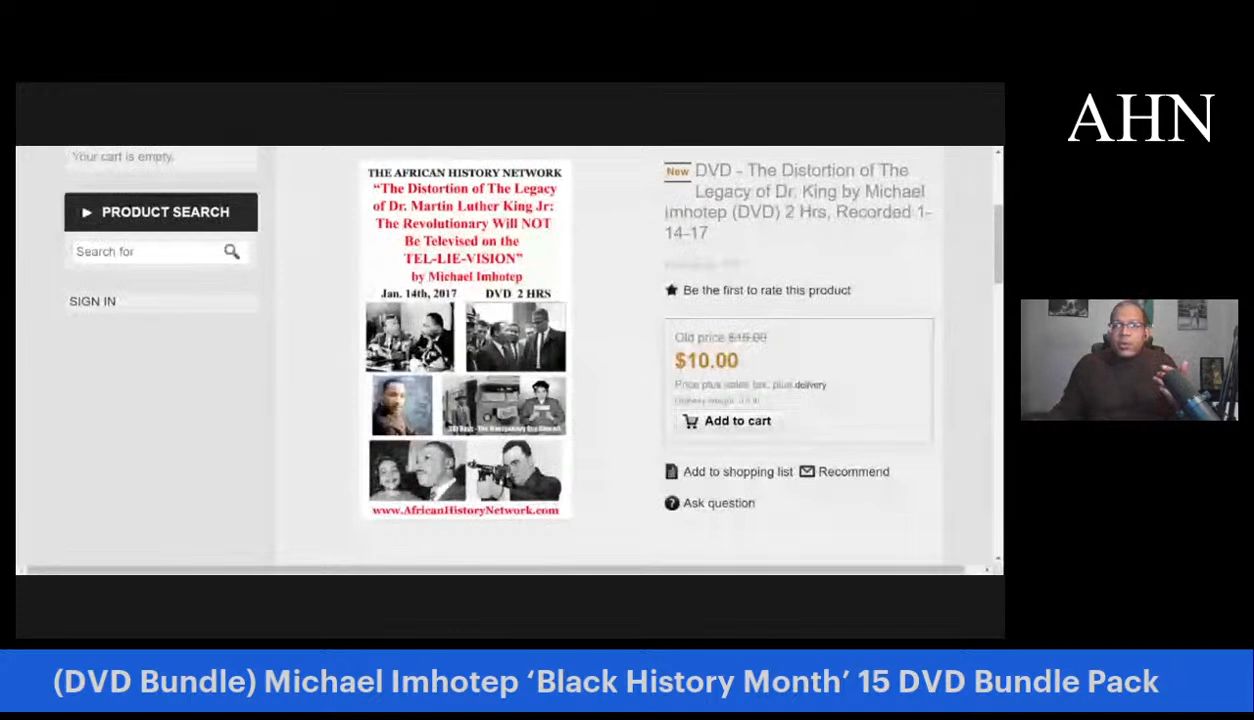 AHN
Your cart is empty.
PRODUCT SEARCH
Search for
SIGN IN
THE AFRICAN HISTORY NETWORK
"The Distortion of The Legacy
of Dr. Martin Luther King Jr:
The Revolutionary Will NOT
Be Televised on the
TEL-LIE-VISION"
by Michael Imhotep
Jan. 14th, 2017 DVD 2 HRS
www.AfricanHistoryNetwork.com
New DVD - The Distortion of The
Legacy of Dr. King by Michael
Imhotep (DVD) 2 Hrs, Recorded 1-
14-17
Be the first to rate this product
Old price
$10.00
Price plus sales tax, plus delivery
Add to cart
Add to shopping list Recommend
Ask question
(DVD Bundle) Michael Imhotep ‘Black History Month’ 15 DVD Bundle Pack